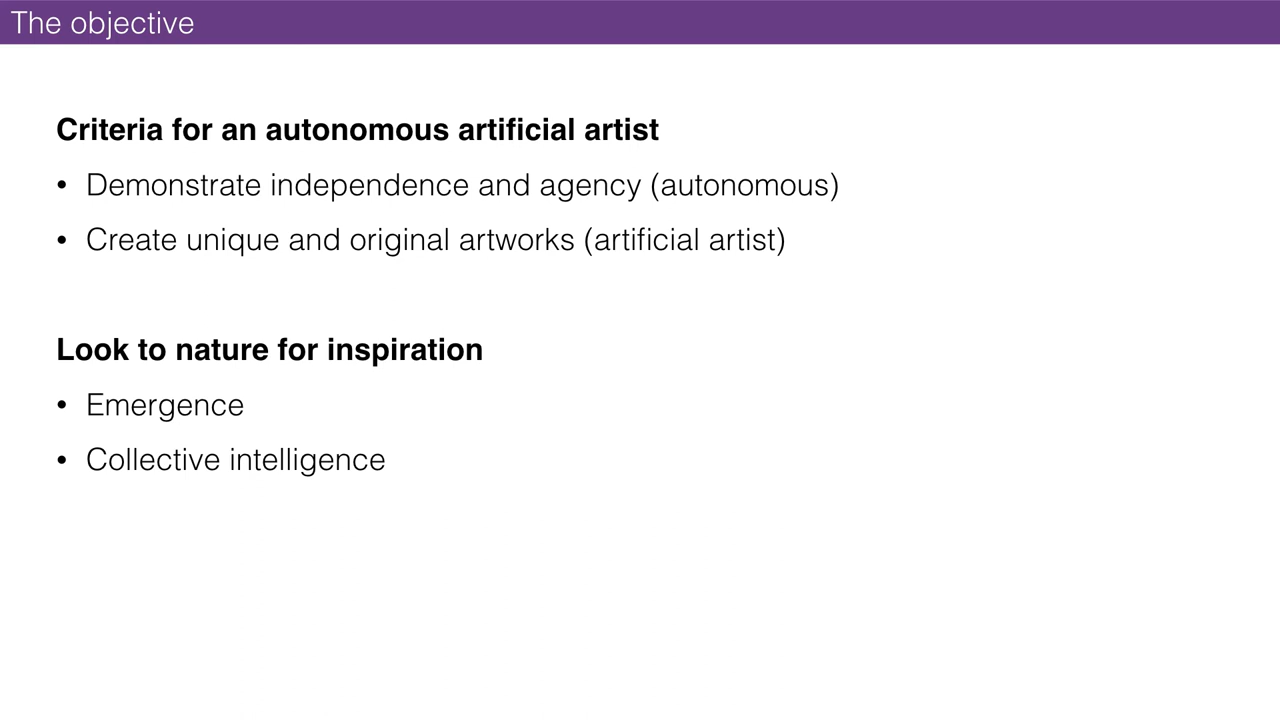 The objective
Criteria for an autonomous artificial artist
• Demonstrate independence and agency (autonomous)
• Create unique and original artworks (artificial artist)
Look to nature for inspiration
• Emergence
• Collective intelligence